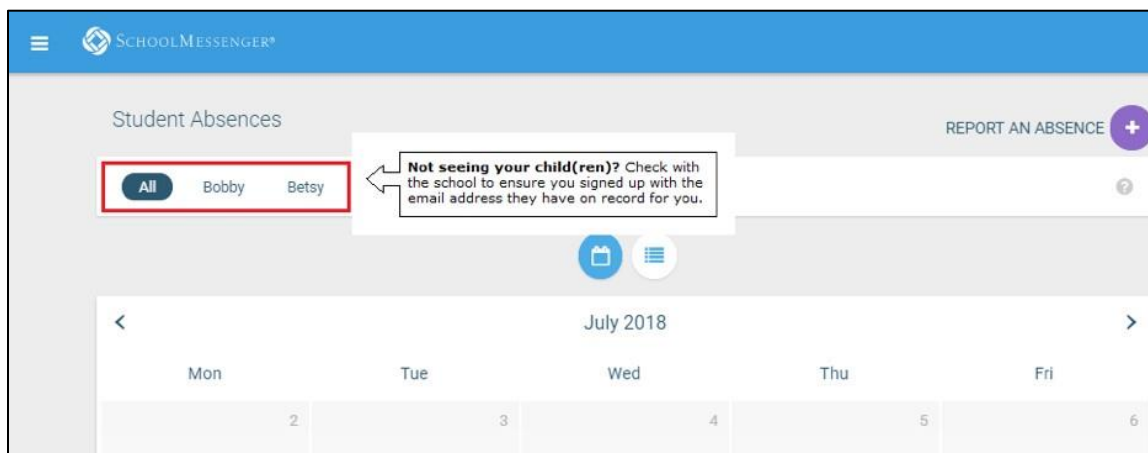 SCHOOLMESSENGER®
Student Absences
REPORT AN ABSENCE
All Bobby Betsy
Not seeing your child(ren)? Check with
the school to ensure you signed up with the
email address they have on record for you.
July 2018
Mon Tue Wed Thu Fri
2 3 4 5 6